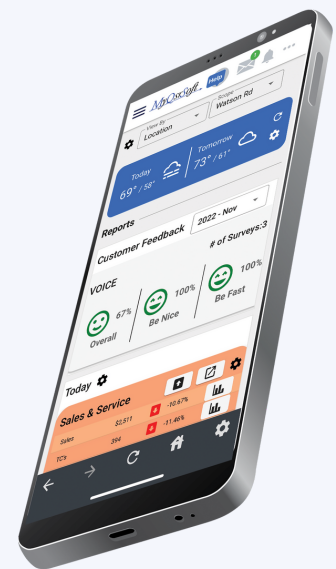 MyQsrSoft
Help
1
View By
Location
Scope
Watson Rd
Today
69° / 58°
Tomorrow
73° / 61°
Reports
Customer Feedback
2022 - Nov
# of Surveys:3
VOICE
67%
Overall
100%
Be Nice
100%
Be Fast
Today
Sales & Service
Sales $2,511 -10.67%
TC's 394 -11.46%